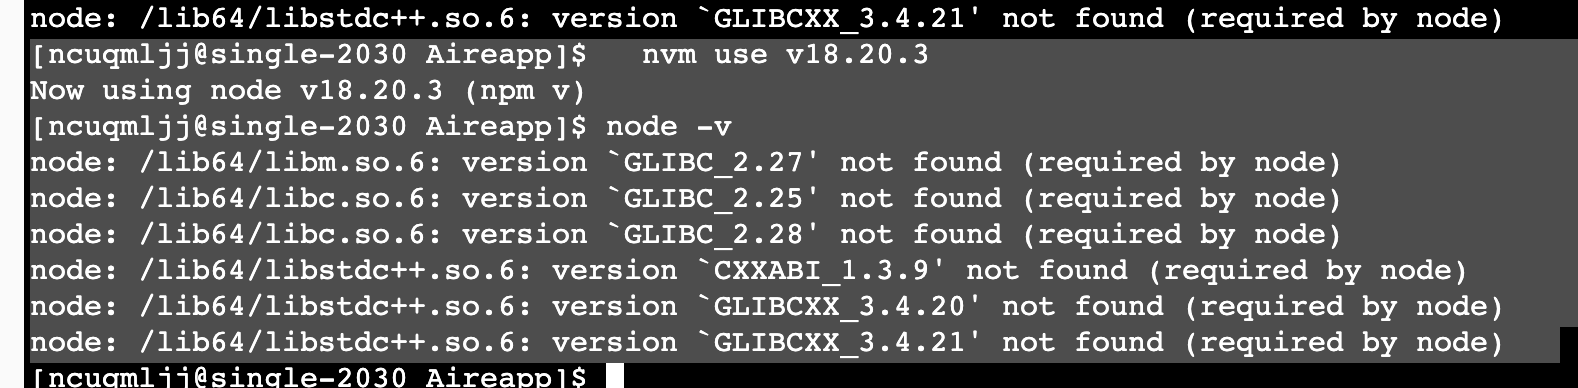 node: /lib64/libstdc++.so.6: version `GLIBCXX_3.4.21' not found (required by node)
[ncuqmljj@single-2030 Aireapp]$   nvm use v18.20.3
Now using node v18.20.3 (npm v)
[ncuqmljj@single-2030 Aireapp]$ node -v
node: /lib64/libm.so.6: version `GLIBC_2.27' not found (required by node)
node: /lib64/libc.so.6: version `GLIBC_2.25' not found (required by node)
node: /lib64/libc.so.6: version `GLIBC_2.28' not found (required by node)
node: /lib64/libstdc++.so.6: version `CXXABI_1.3.9' not found (required by node)
node: /lib64/libstdc++.so.6: version `GLIBCXX_3.4.20' not found (required by node)
node: /lib64/libstdc++.so.6: version `GLIBCXX_3.4.21' not found (required by node)
[ncuqmljj@single-2030 Aireapp]$